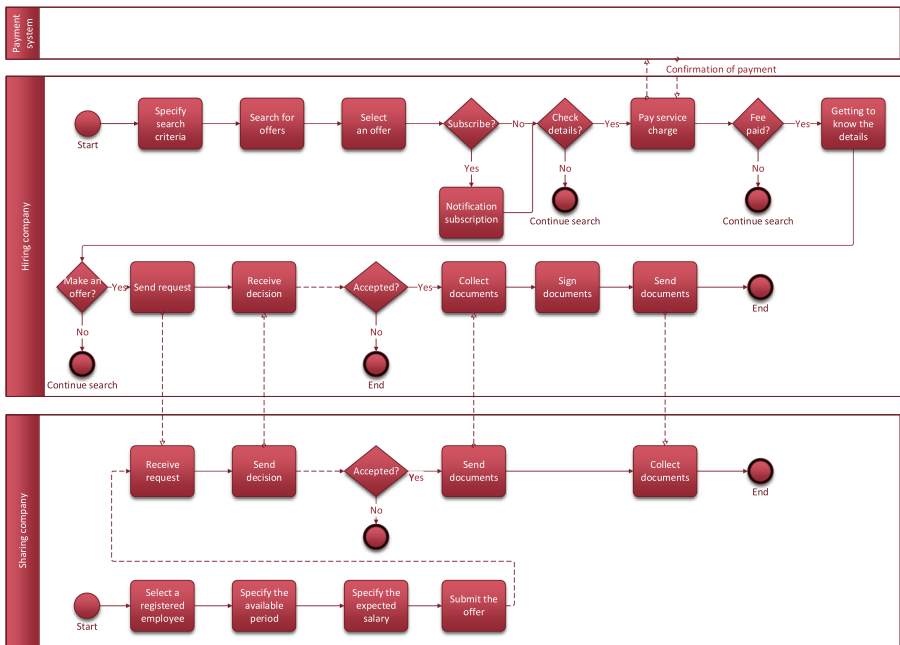 Payment
system
Confirmation of payment
Hiring company
Start
Specify
search
criteria
Search for
offers
Select
an offer
Subscribe?
No
Yes
Notification
subscription
Check
details?
Yes
No
Continue search
Pay service
charge
Fee
paid?
Yes
No
Continue search
Getting to
know the
details
Make an
offer?
Yes
No
Continue search
Send request
Receive
decision
Accepted?
Yes
No
End
Collect
documents
Sign
documents
Send
documents
End
Sharing company
Receive
request
Send
decision
Accepted?
Yes
No
Send
documents
Collect
documents
End
Start
Select a
registered
employee
Specify the
available
period
Specify the
expected
salary
Submit the
offer